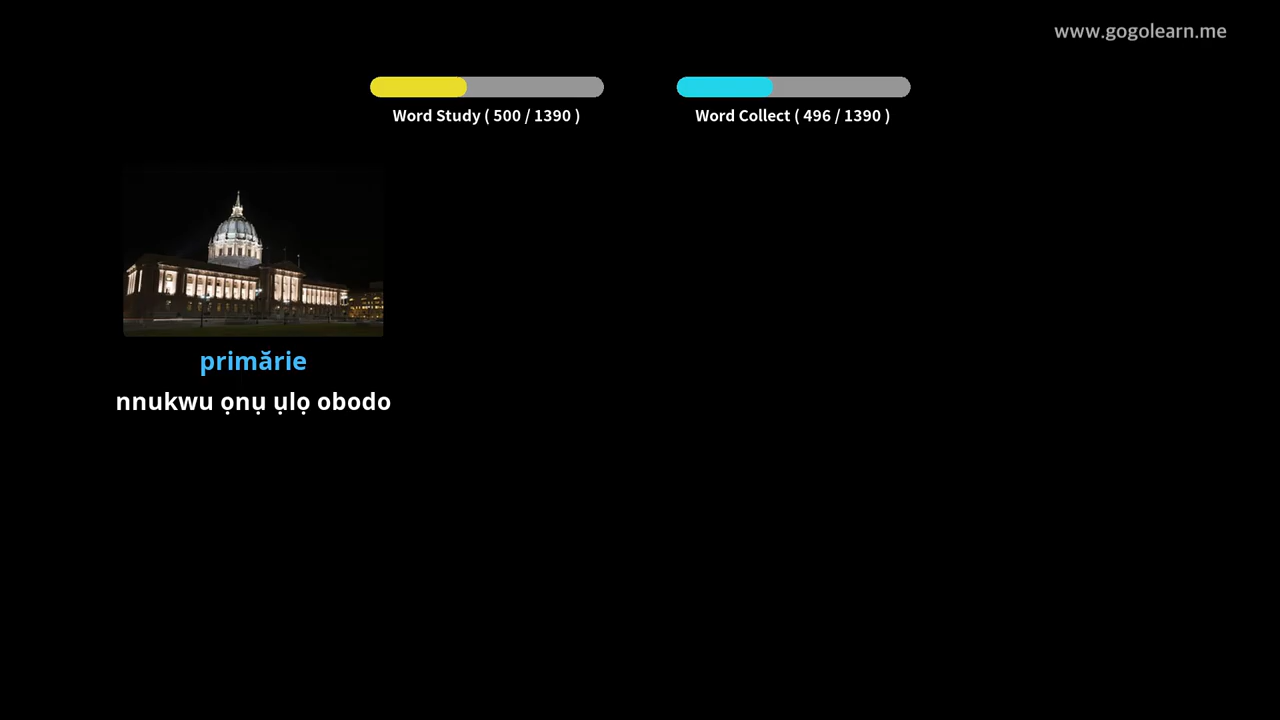 www.gogolearn.me
Word Study ( 500 / 1390 )
Word Collect ( 496 / 1390 )
primărie
nnukwu ọnụ ụlọ obodo